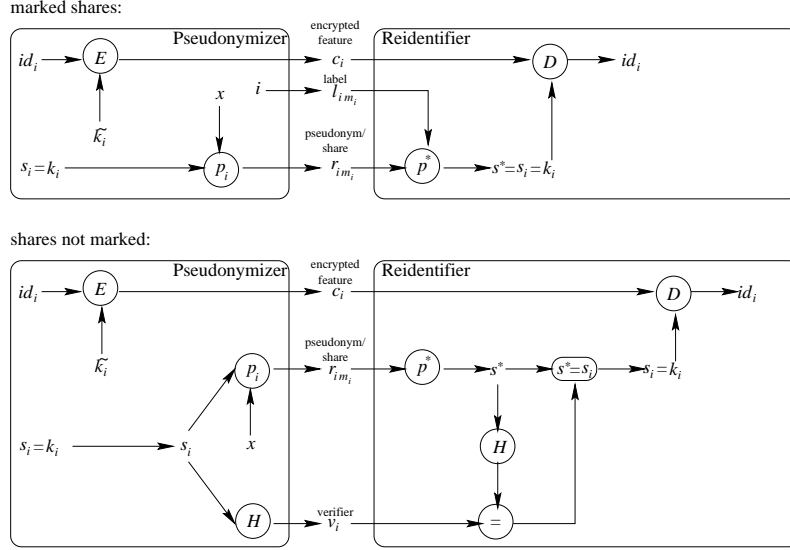 marked shares:
Pseudonymizer
encrypted
feature
Reidentifier
id_i
E
c_i
D
id_i
x
i
label
l_{i m_i}
k̃_i
pseudonym/
share
s_i=k_i
p_i
r_{i m_i}
p*
s*=s_i=k_i
shares not marked:
Pseudonymizer
encrypted
feature
Reidentifier
id_i
E
c_i
D
id_i
pseudonym/
share
k̃_i
p_i
r_{i m_i}
p*
s*
s*=s_i
s_i=k_i
s_i=k_i
s_i
x
H
verifier
H
v_i
=